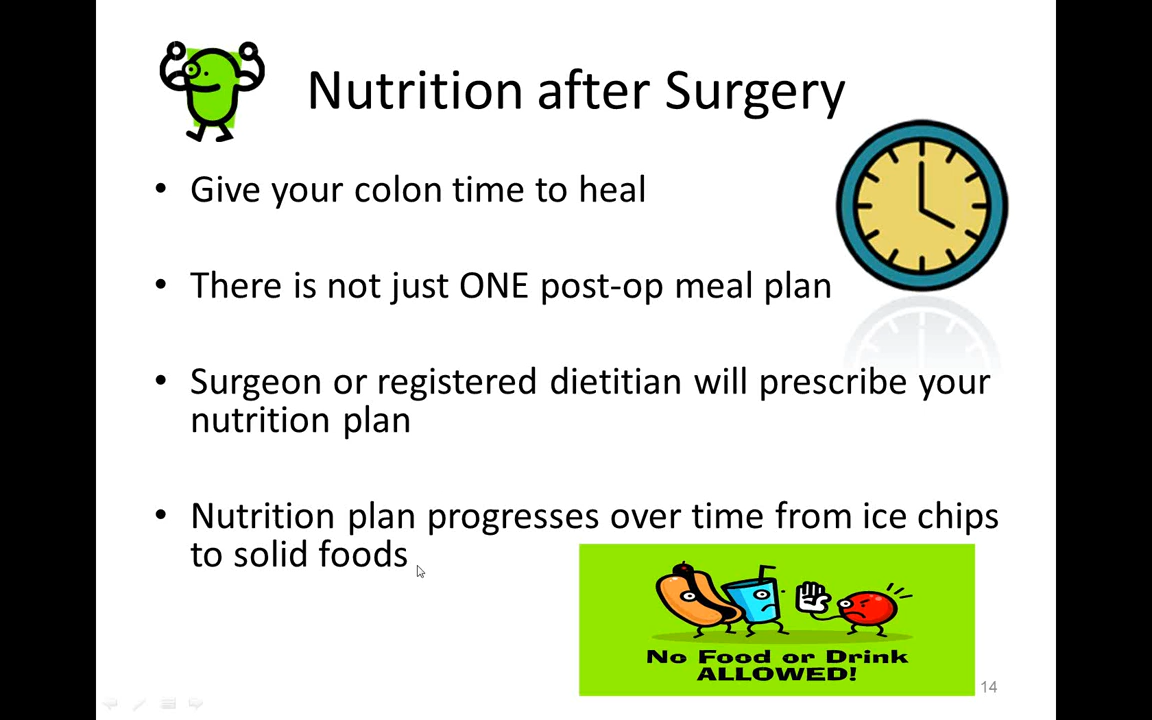 Nutrition after Surgery
• Give your colon time to heal
• There is not just ONE post-op meal plan
• Surgeon or registered dietitian will prescribe your
nutrition plan
• Nutrition plan progresses over time from ice chips
to solid foods
No Food or Drink
ALLOWED!
14